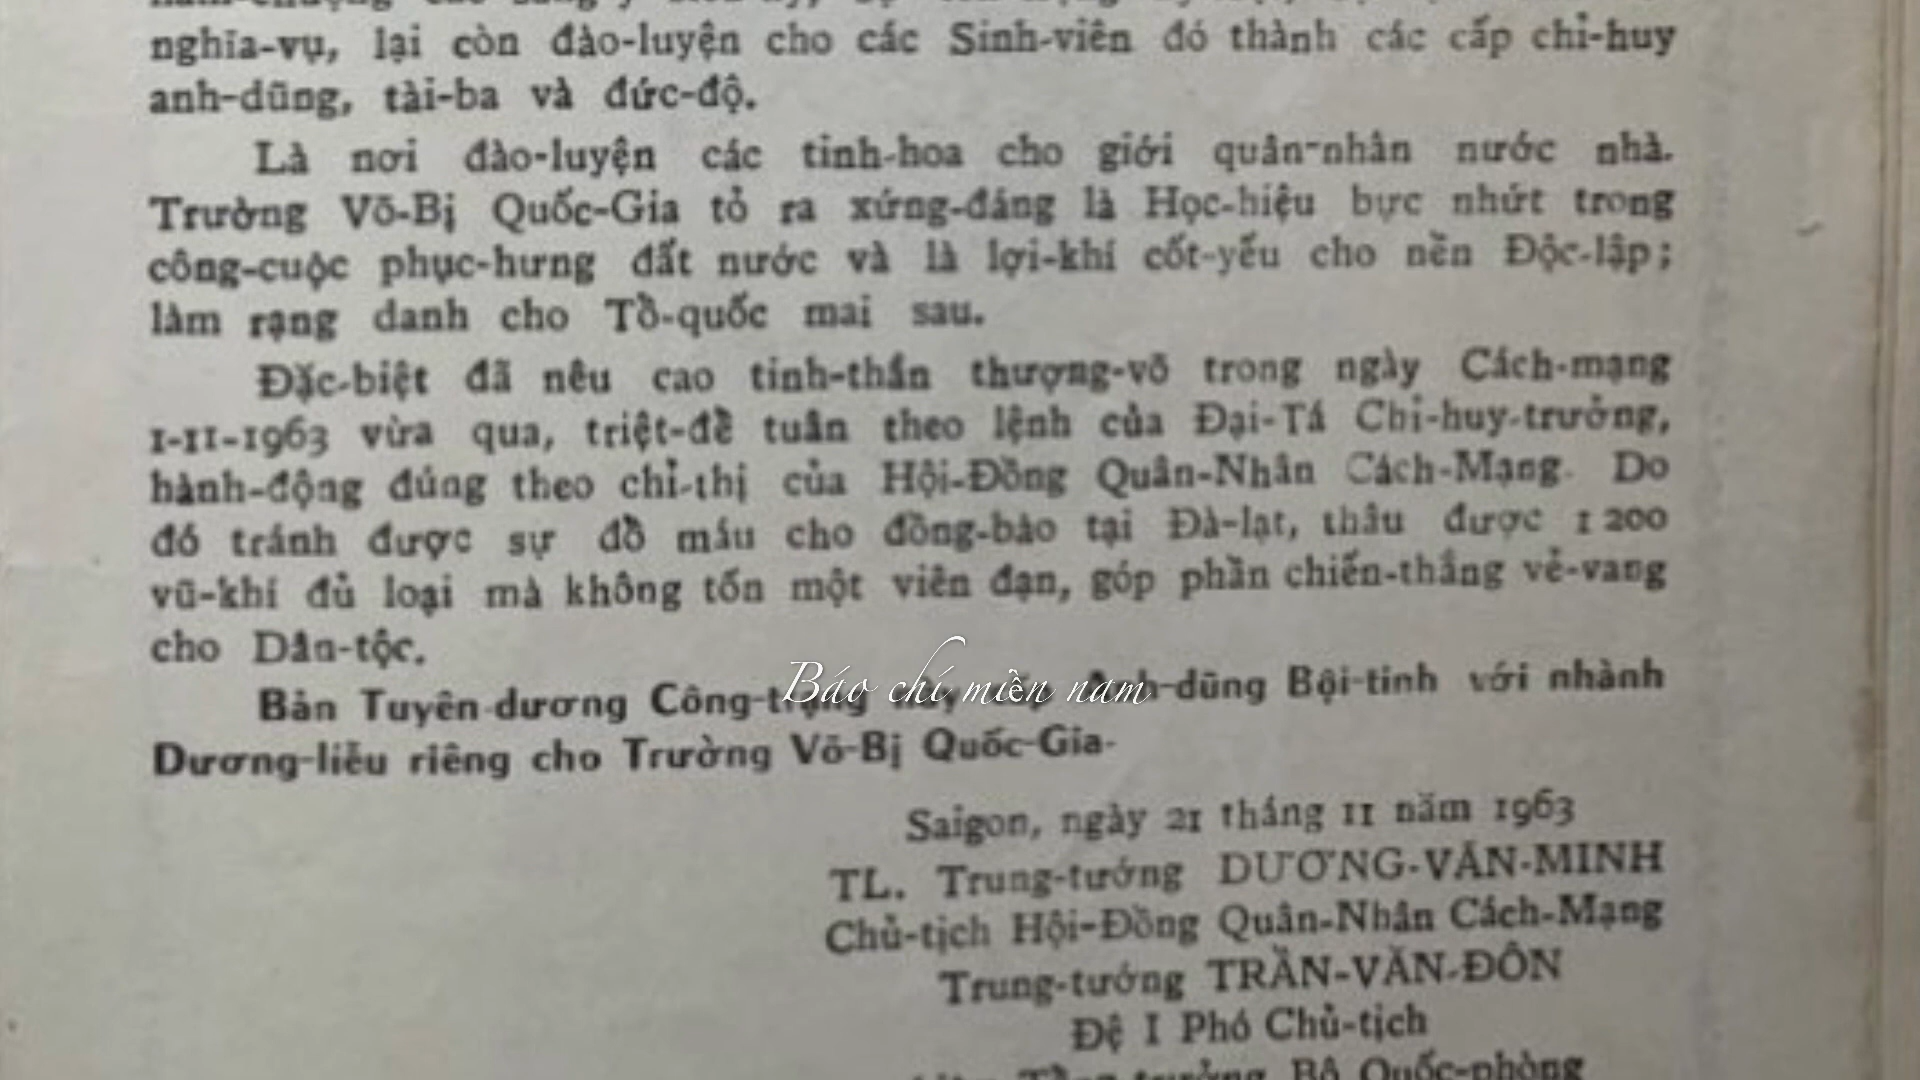 nghĩa-vụ, lại còn đào-luyện cho các Sinh-viên đó thành các cấp chỉ-huy
anh-dũng, tài-ba và đức-độ.
Là nơi đào-luyện các tinh-hoa cho giới quân-nhân nước nhà.
Trường Võ-Bị Quốc-Gia tỏ ra xứng-đáng là Học-hiệu bực nhứt trong
công-cuộc phục-hưng đất nước và là lợi-khí cốt-yếu cho nền Độc-lập;
làm rạng danh cho Tổ-quốc mai sau.
Đặc-biệt đã nêu cao tinh-thần thượng-võ trong ngày Cách-mạng
1-11-1963 vừa qua, triệt-để tuân theo lệnh của Đại-Tá Chỉ-huy-trưởng,
hành-động đúng theo chỉ-thị của Hội-Đồng Quân-Nhân Cách-Mạng. Do
đó tránh được sự đổ máu cho đồng-bào tại Đà-lạt, thâu được 1 200
vũ-khí đủ loại mà không tốn một viên đạn, góp phần chiến-thắng vẻ-vang
cho Dân-tộc.
Bản Tuyên-dương Công-trạng Anh-dũng Bội-tinh với nhành
Báo chí miền nam
Dương-liễu riêng cho Trường Võ-Bị Quốc-Gia.
Saigon, ngày 21 tháng 11 năm 1963
TL. Trung-tướng DƯƠNG-VĂN-MINH
Chủ-tịch Hội-Đồng Quân-Nhân Cách-Mạng
Trung-tướng TRẦN-VĂN-ĐÔN
Đệ I Phó Chủ-tịch
Tổng-trưởng Bộ Quốc-phòng